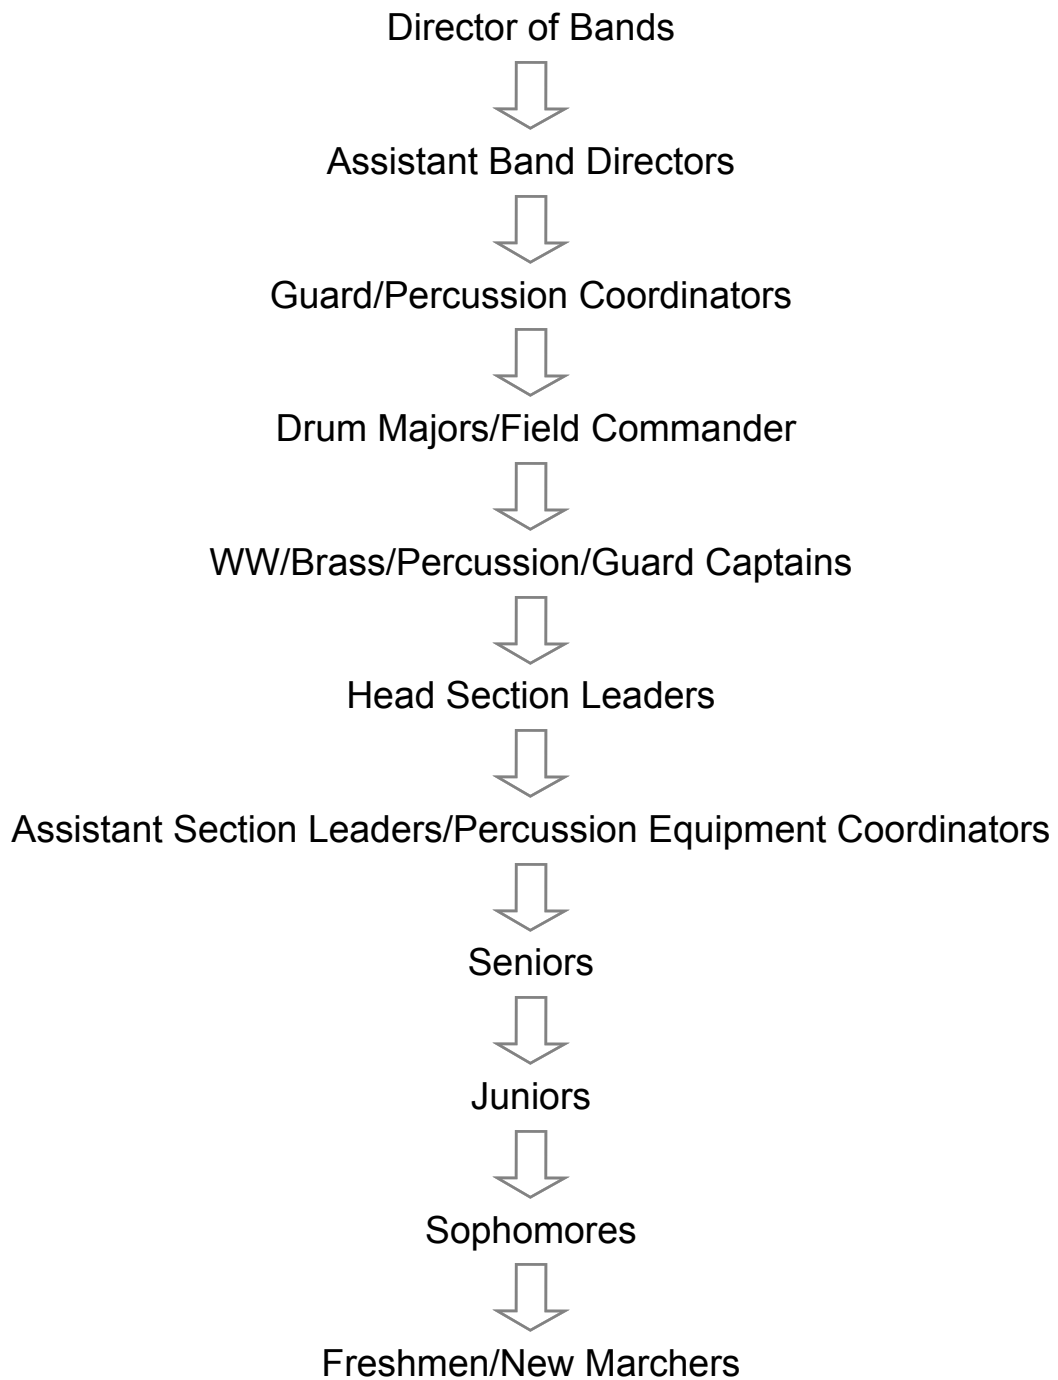 Director of Bands
Assistant Band Directors
Guard/Percussion Coordinators
Drum Majors/Field Commander
WW/Brass/Percussion/Guard Captains
Head Section Leaders
Assistant Section Leaders/Percussion Equipment Coordinators
Seniors
Juniors
Sophomores
Freshmen/New Marchers